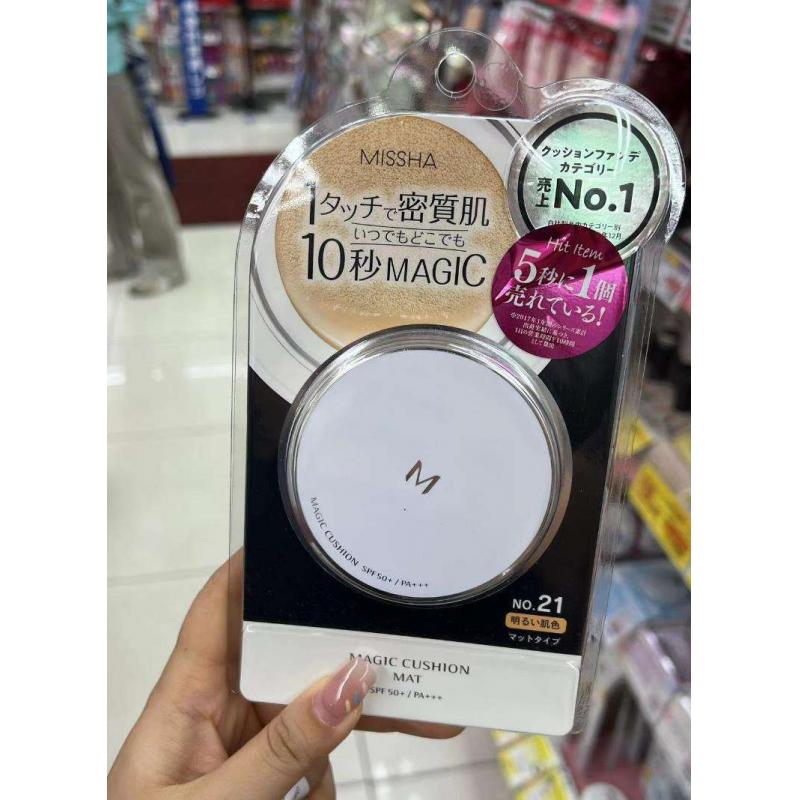 MISSHA
1タッチで密質肌
いつでもどこでも
10秒MAGIC
クッションファンデ
カテゴリー
売上No.1
Hit Item
5秒に1個
売れている!
M
MAGIC CUSHION SPF50+ / PA+++
NO.21
明るい肌色
マットタイプ
MAGIC CUSHION
MAT
SPF50+ / PA+++